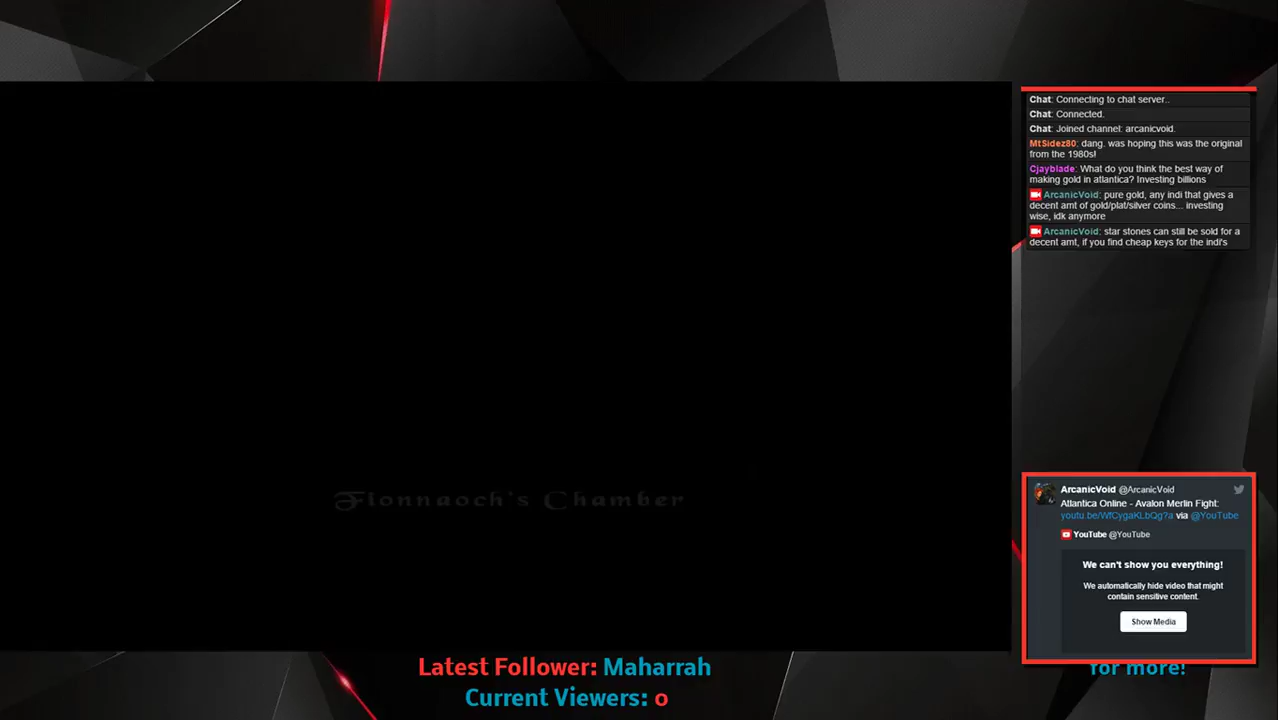 Chat: Connecting to chat server..
Chat: Connected.
Chat: Joined channel: arcanicvoid.
MtSidez80: dang. was hoping this was the original
from the 1980s!
Cjayblade: What do you think the best way of
making gold in atlantica? Investing billions
ArcanicVoid: pure gold, any indi that gives a
decent amt of gold/plat/silver coins... investing
wise, idk anymore
ArcanicVoid: star stones can still be sold for a
decent amt, if you find cheap keys for the indi's
Fionnaoch's Chamber
ArcanicVoid @ArcanicVoid
Atlantica Online - Avalon Merlin Fight:
youtu.be/WfCygaKLbQg?a via @YouTube
YouTube @YouTube
We can't show you everything!
We automatically hide video that might
contain sensitive content.
Show Media
for more!
Latest Follower: Maharrah
Current Viewers: 0